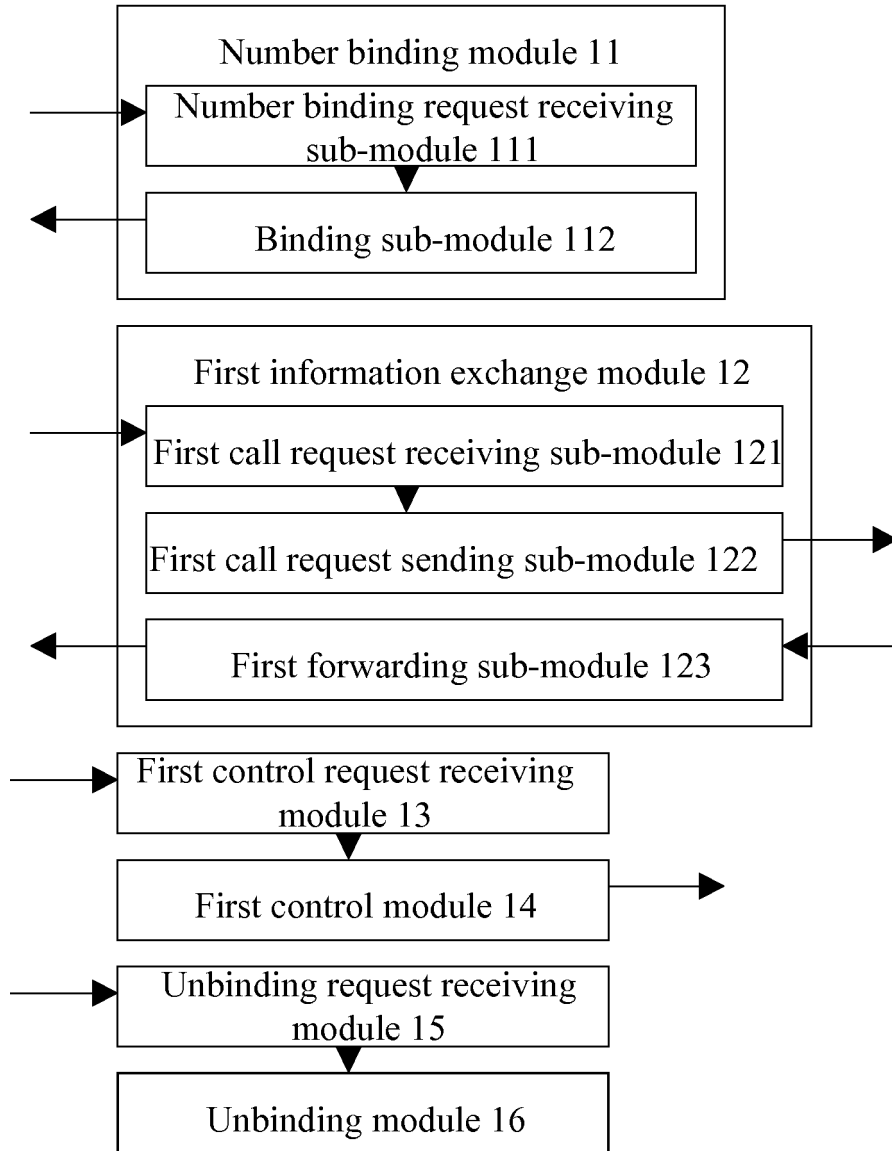 Number binding module 11
Number binding request receiving
sub-module 111
Binding sub-module 112
First information exchange module 12
First call request receiving sub-module 121
First call request sending sub-module 122
First forwarding sub-module 123
First control request receiving
module 13
First control module 14
Unbinding request receiving
module 15
Unbinding module 16